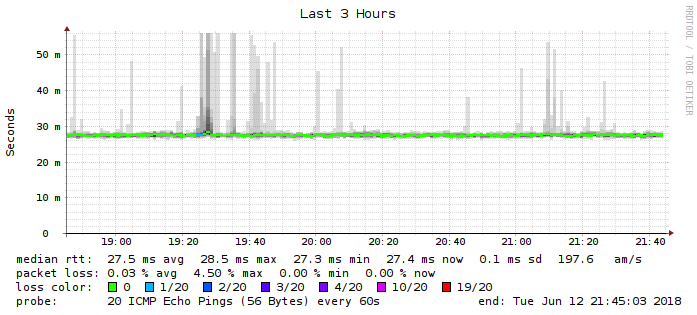 Last 3 Hours
RRDTOOL / TOBI OETIKER
Seconds
50 m
40 m
30 m
20 m
10 m
0
19:00 19:20 19:40 20:00 20:20 20:40 21:00 21:20 21:40
median rtt: 27.5 ms avg 28.5 ms max 27.3 ms min 27.4 ms now 0.1 ms sd 197.6 am/s
packet loss: 0.03 % avg 4.50 % max 0.00 % min 0.00 % now
loss color: 0 1/20 2/20 3/20 4/20 10/20 19/20
probe: 20 ICMP Echo Pings (56 Bytes) every 60s end: Tue Jun 12 21:45:03 2018